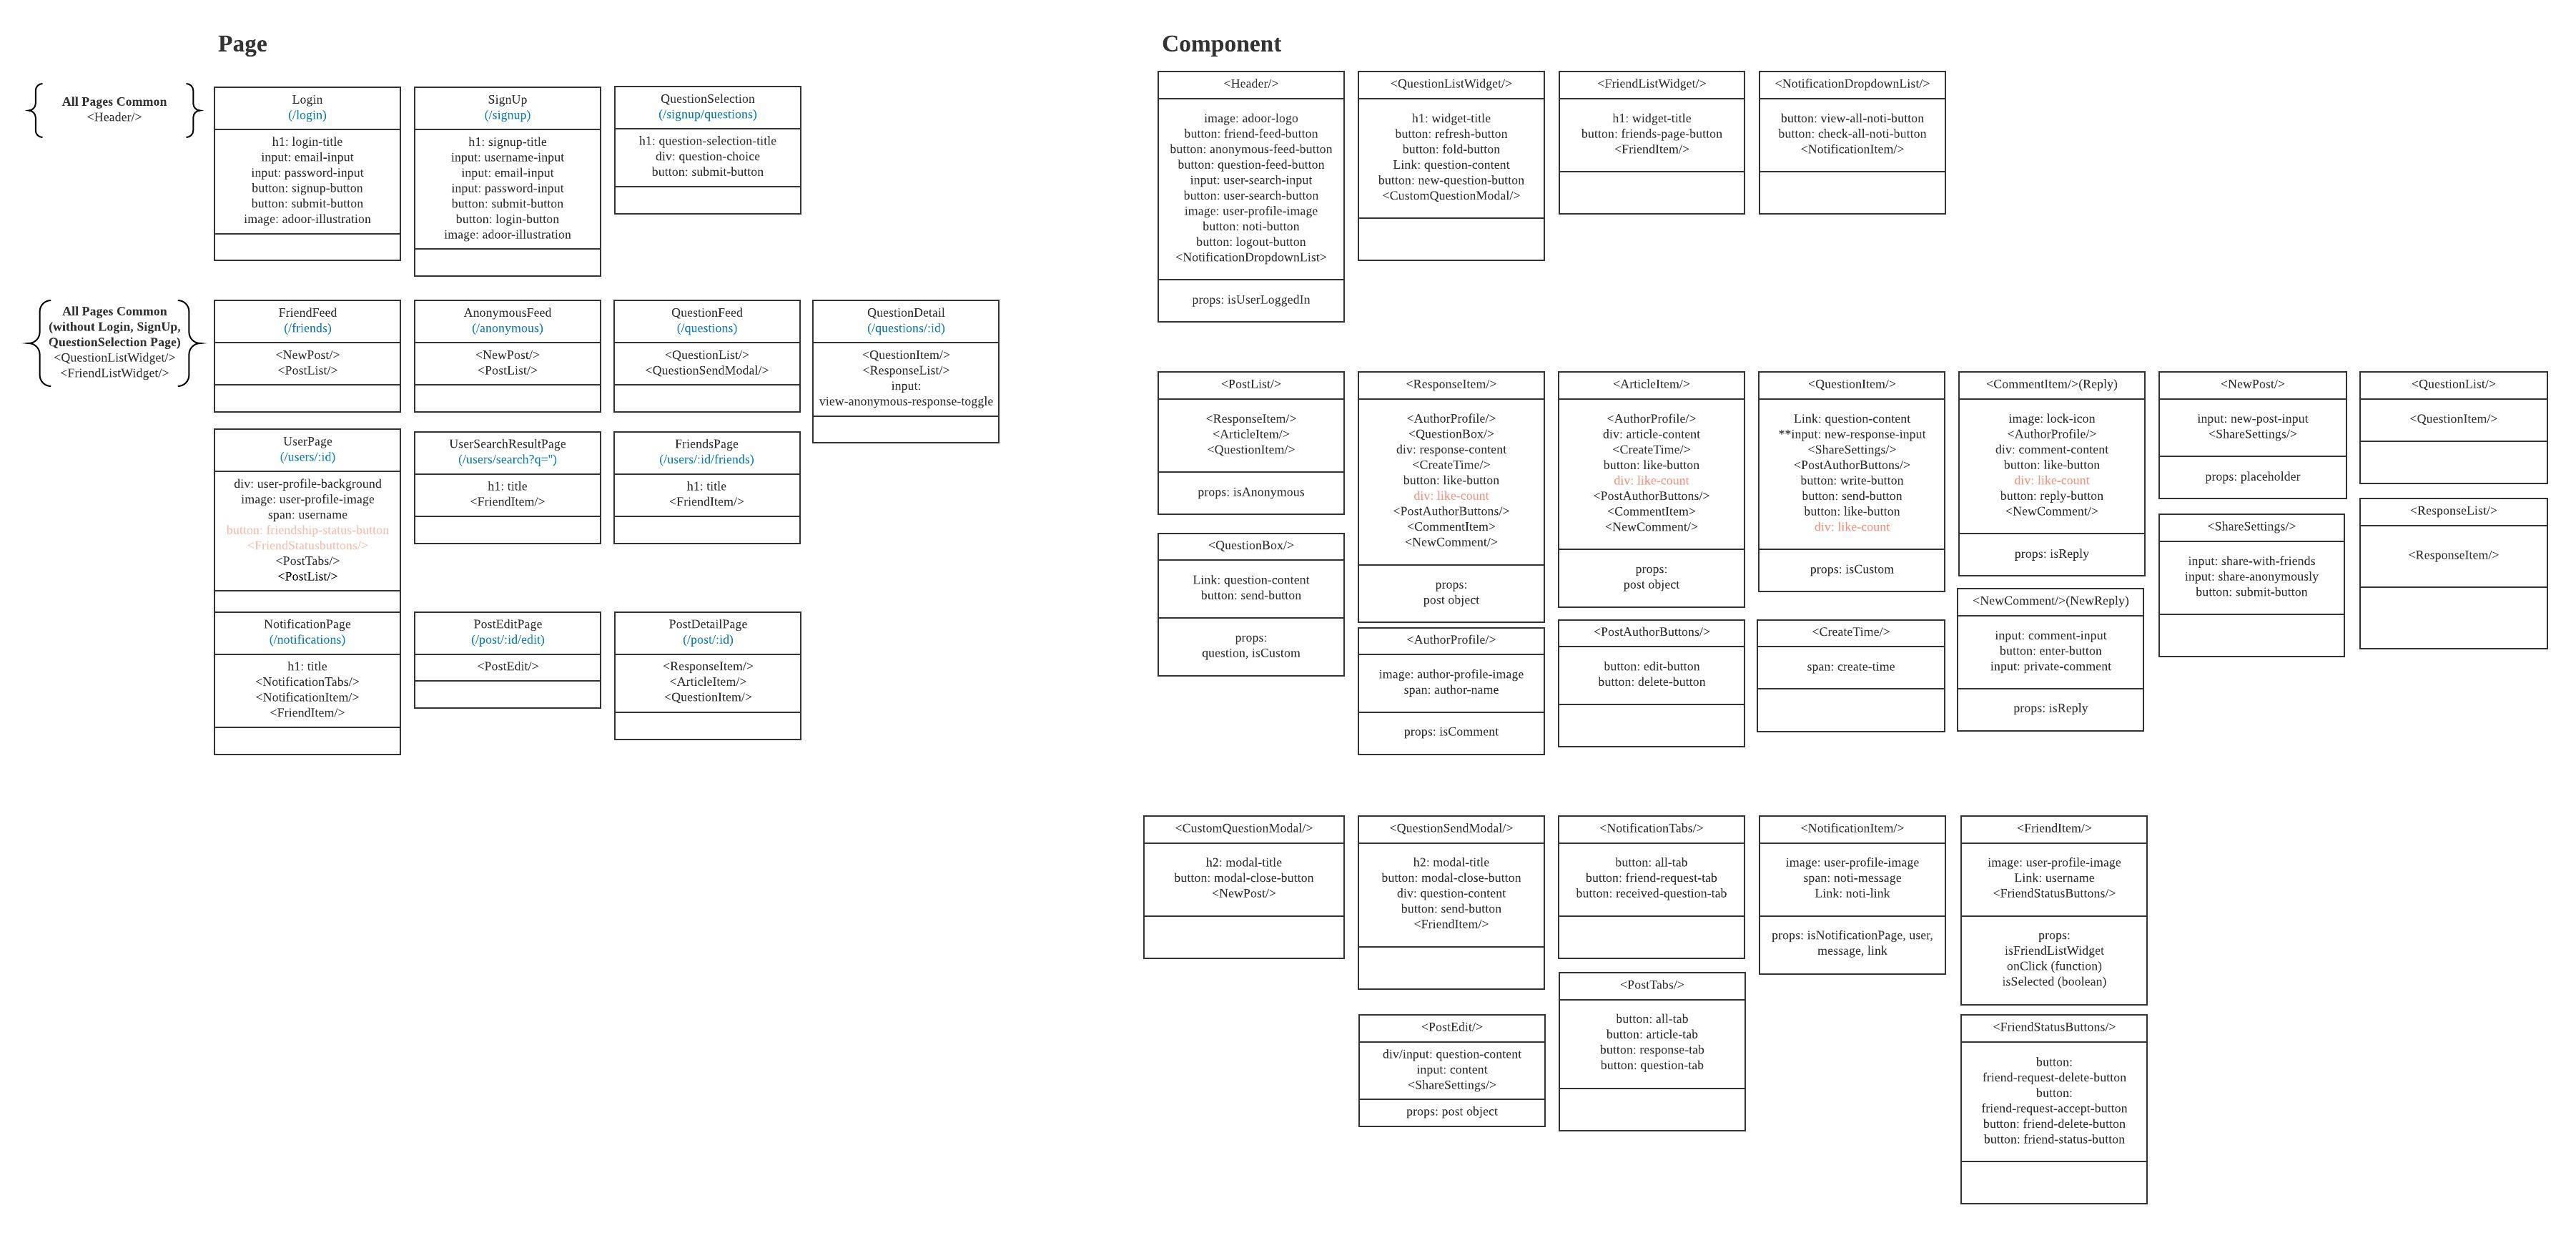 Page
All Pages Common
<Header/>
Login
(/login)
h1: login-title
input: email-input
input: password-input
button: signup-button
button: submit-button
image: adoor-illustration
SignUp
(/signup)
h1: signup-title
input: username-input
input: email-input
input: password-input
button: submit-button
button: login-button
image: adoor-illustration
QuestionSelection
(/signup/questions)
h1: question-selection-title
div: question-choice
button: submit-button
All Pages Common
(without Login, SignUp,
QuestionSelection Page)
<QuestionListWidget/>
<FriendListWidget/>
FriendFeed
(/friends)
<NewPost/>
<PostList/>
AnonymousFeed
(/anonymous)
<NewPost/>
<PostList/>
QuestionFeed
(/questions)
<QuestionList/>
<QuestionSendModal/>
QuestionDetail
(/questions/:id)
<QuestionItem/>
<ResponseList/>
input:
view-anonymous-response-toggle
UserPage
(/users/:id)
div: user-profile-background
image: user-profile-image
span: username
button: friendship-status-button
<FriendStatusbuttons/>
<PostTabs/>
<PostList/>
UserSearchResultPage
(/users/search?q='')
h1: title
<FriendItem/>
FriendsPage
(/users/:id/friends)
h1: title
<FriendItem/>
NotificationPage
(/notifications)
h1: title
<NotificationTabs/>
<NotificationItem/>
<FriendItem/>
PostEditPage
(/post/:id/edit)
<PostEdit/>
PostDetailPage
(/post/:id)
<ResponseItem/>
<ArticleItem/>
<QuestionItem/>
Component
<Header/>
image: adoor-logo
button: friend-feed-button
button: anonymous-feed-button
button: question-feed-button
input: user-search-input
button: user-search-button
image: user-profile-image
button: noti-button
button: logout-button
<NotificationDropdownList>
props: isUserLoggedIn
<QuestionListWidget/>
h1: widget-title
button: refresh-button
button: fold-button
Link: question-content
button: new-question-button
<CustomQuestionModal/>
<FriendListWidget/>
h1: widget-title
button: friends-page-button
<FriendItem/>
<NotificationDropdownList/>
button: view-all-noti-button
button: check-all-noti-button
<NotificationItem/>
<PostList/>
<ResponseItem/>
<ArticleItem/>
<QuestionItem/>
props: isAnonymous
<ResponseItem/>
<AuthorProfile/>
<QuestionBox/>
div: response-content
<CreateTime/>
button: like-button
div: like-count
<PostAuthorButtons/>
<CommentItem>
<NewComment/>
props:
post object
<ArticleItem/>
<AuthorProfile/>
div: article-content
<CreateTime/>
button: like-button
div: like-count
<PostAuthorButtons/>
<CommentItem>
<NewComment/>
props:
post object
<QuestionItem/>
Link: question-content
**input: new-response-input
<ShareSettings/>
<PostAuthorButtons/>
button: write-button
button: send-button
button: like-button
div: like-count
props: isCustom
<CommentItem/>(Reply)
image: lock-icon
<AuthorProfile/>
div: comment-content
button: like-button
div: like-count
button: reply-button
<NewComment/>
props: isReply
<NewPost/>
input: new-post-input
<ShareSettings/>
props: placeholder
<QuestionList/>
<QuestionItem/>
<QuestionBox/>
Link: question-content
button: send-button
props:
question, isCustom
<AuthorProfile/>
image: author-profile-image
span: author-name
props: isComment
<PostAuthorButtons/>
button: edit-button
button: delete-button
<CreateTime/>
span: create-time
<NewComment/>(NewReply)
input: comment-input
button: enter-button
input: private-comment
props: isReply
<ShareSettings/>
input: share-with-friends
input: share-anonymously
button: submit-button
<ResponseList/>
<ResponseItem/>
<CustomQuestionModal/>
h2: modal-title
button: modal-close-button
<NewPost/>
<QuestionSendModal/>
h2: modal-title
button: modal-close-button
div: question-content
button: send-button
<FriendItem/>
<NotificationTabs/>
button: all-tab
button: friend-request-tab
button: received-question-tab
<NotificationItem/>
image: user-profile-image
span: noti-message
Link: noti-link
props: isNotificationPage, user,
message, link
<FriendItem/>
image: user-profile-image
Link: username
<FriendStatusButtons/>
props:
isFriendListWidget
onClick (function)
isSelected (boolean)
<PostEdit/>
div/input: question-content
input: content
<ShareSettings/>
props: post object
<PostTabs/>
button: all-tab
button: article-tab
button: response-tab
button: question-tab
<FriendStatusButtons/>
button:
friend-request-delete-button
button:
friend-request-accept-button
button: friend-delete-button
button: friend-status-button